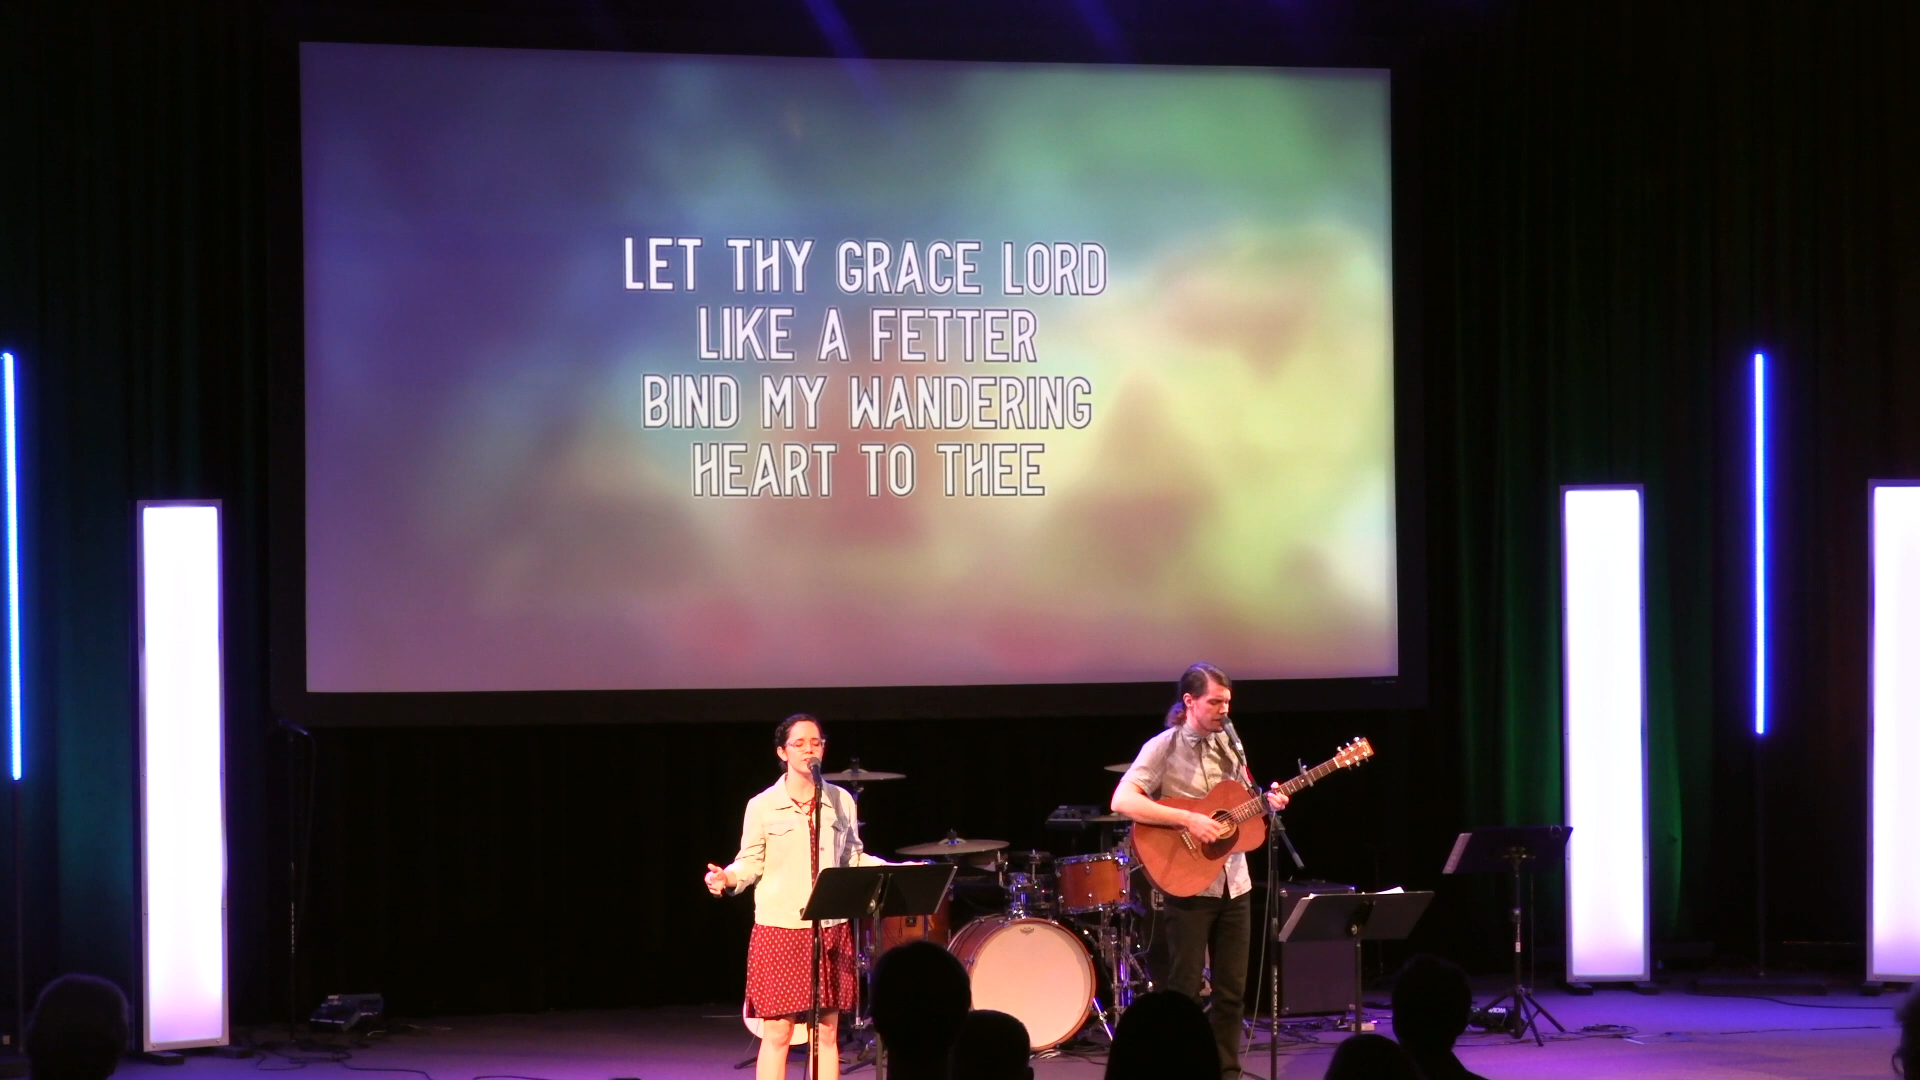 LET THY GRACE LORD
LIKE A FETTER
BIND MY WANDERING
HEART TO THEE